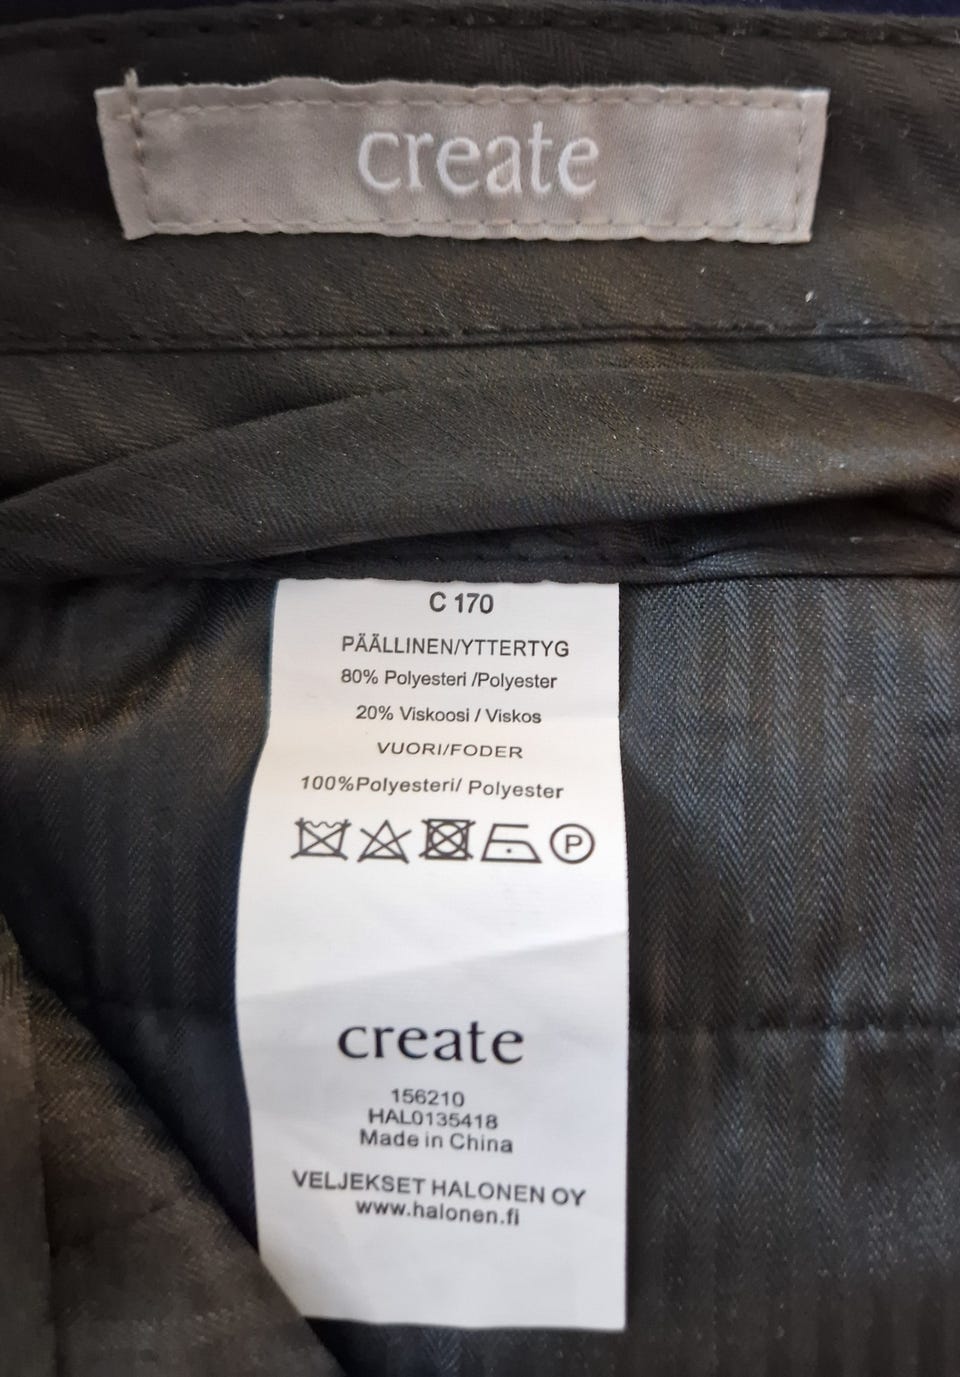 create
C 170
PÄÄLLINEN/YTTERTYG
80% Polyesteri /Polyester
20% Viskoosi / Viskos
VUORI/FODER
100%Polyesteri/ Polyester
P
create
156210
HAL0135418
Made in China
VELJEKSET HALONEN OY
www.halonen.fi